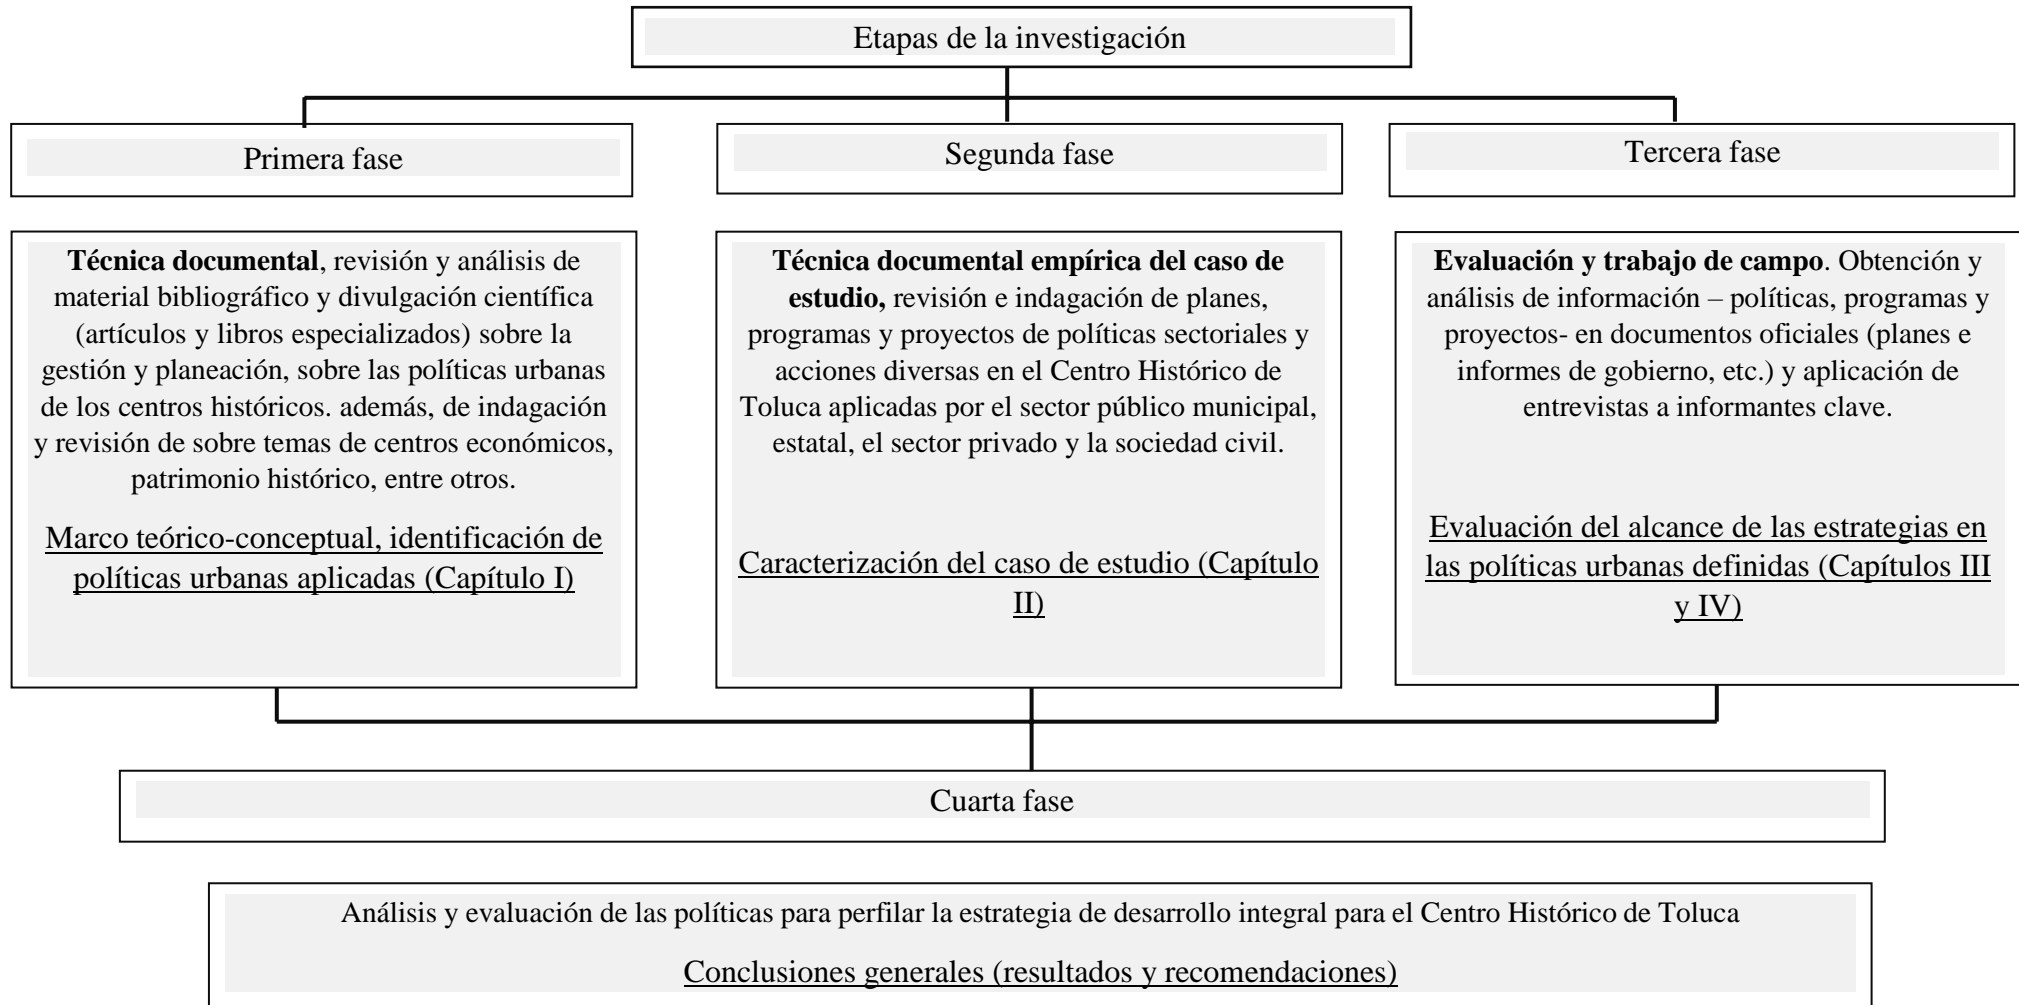 Etapas de la investigación
Primera fase
Segunda fase
Tercera fase
Técnica documental, revisión y análisis de
material bibliográfico y divulgación científica
(artículos y libros especializados) sobre la
gestión y planeación, sobre las políticas urbanas
de los centros históricos. además, de indagación
y revisión de sobre temas de centros económicos,
patrimonio histórico, entre otros.
Marco teórico-conceptual, identificación de
políticas urbanas aplicadas (Capítulo I)
Técnica documental empírica del caso de
estudio, revisión e indagación de planes,
programas y proyectos de políticas sectoriales y
acciones diversas en el Centro Histórico de
Toluca aplicadas por el sector público municipal,
estatal, el sector privado y la sociedad civil.
Caracterización del caso de estudio (Capítulo
II)
Evaluación y trabajo de campo. Obtención y
análisis de información – políticas, programas y
proyectos- en documentos oficiales (planes e
informes de gobierno, etc.) y aplicación de
entrevistas a informantes clave.
Evaluación del alcance de las estrategias en
las políticas urbanas definidas (Capítulos III
y IV)
Cuarta fase
Análisis y evaluación de las políticas para perfilar la estrategia de desarrollo integral para el Centro Histórico de Toluca
Conclusiones generales (resultados y recomendaciones)